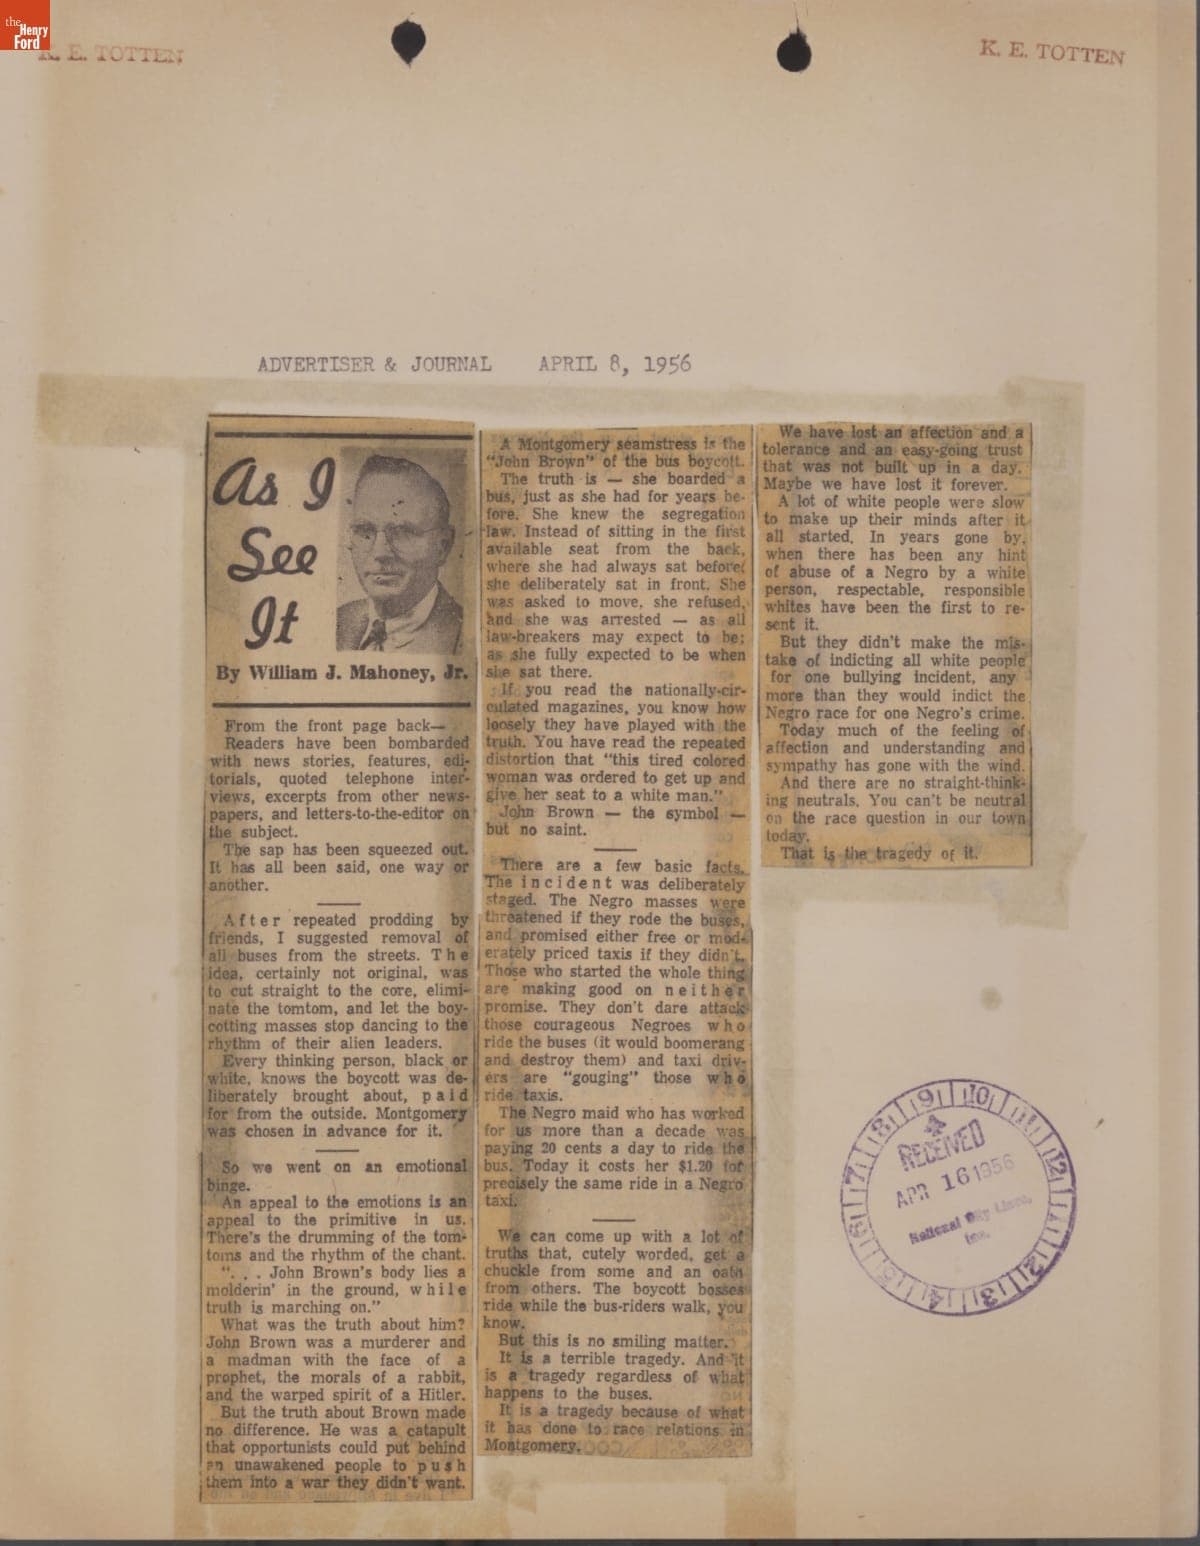 the
Henry
Ford
K. E. TOTTEN
K. E. TOTTEN
ADVERTISER & JOURNAL APRIL 8, 1956
As I
See
It
By William J. Mahoney, Jr.
From the front page back—
Readers have been bombarded
with news stories, features, edi-
torials, quoted telephone inter-
views, excerpts from other news-
papers, and letters-to-the-editor on
the subject.
The sap has been squeezed out.
It has all been said, one way or
another.
After repeated prodding by
friends, I suggested removal of
all buses from the streets. The
idea, certainly not original, was
to cut straight to the core, elimi-
nate the tomtom, and let the boy-
cotting masses stop dancing to the
rhythm of their alien leaders.
Every thinking person, black or
white, knows the boycott was de-
liberately brought about, paid
for from the outside. Montgomery
was chosen in advance for it.
So we went on an emotional
binge.
An appeal to the emotions is an
appeal to the primitive in us.
There's the drumming of the tom-
toms and the rhythm of the chant.
". . . John Brown's body lies a
molderin' in the ground, while
truth is marching on."
What was the truth about him?
John Brown was a murderer and
a madman with the face of a
prophet, the morals of a rabbit,
and the warped spirit of a Hitler.
But the truth about Brown made
no difference. He was a catapult
that opportunists could put behind
an unawakened people to push
them into a war they didn't want.
A Montgomery seamstress is the
"John Brown" of the bus boycott.
The truth is — she boarded a
bus, just as she had for years be-
fore. She knew the segregation
law. Instead of sitting in the first
available seat from the back,
where she had always sat before,
she deliberately sat in front. She
was asked to move, she refused,
and she was arrested — as all
law-breakers may expect to be;
as she fully expected to be when
she sat there.
If you read the nationally-cir-
culated magazines, you know how
loosely they have played with the
truth. You have read the repeated
distortion that "this tired colored
woman was ordered to get up and
give her seat to a white man."
John Brown — the symbol —
but no saint.
There are a few basic facts.
The incident was deliberately
staged. The Negro masses were
threatened if they rode the buses,
and promised either free or mod-
erately priced taxis if they didn't.
Those who started the whole thing
are making good on neither
promise. They don't dare attack
those courageous Negroes who
ride the buses (it would boomerang
and destroy them) and taxi driv-
ers are "gouging" those who
ride taxis.
The Negro maid who has worked
for us more than a decade was
paying 20 cents a day to ride the
bus. Today it costs her $1.20 for
precisely the same ride in a Negro
taxi.
We can come up with a lot of
truths that, cutely worded, get a
chuckle from some and an oath
from others. The boycott bosses
ride while the bus-riders walk, you
know.
But this is no smiling matter.
It is a terrible tragedy. And it
is a tragedy regardless of what
happens to the buses.
It is a tragedy because of what
it has done to race relations in
Montgomery.
We have lost an affection and a
tolerance and an easy-going trust
that was not built up in a day.
Maybe we have lost it forever.
A lot of white people were slow
to make up their minds after it
all started. In years gone by,
when there has been any hint
of abuse of a Negro by a white
person, respectable, responsible
whites have been the first to re-
sent it.
But they didn't make the mis-
take of indicting all white people
for one bullying incident, any
more than they would indict the
Negro race for one Negro's crime.
Today much of the feeling of
affection and understanding and
sympathy has gone with the wind.
And there are no straight-think-
ing neutrals. You can't be neutral
on the race question in our town
today.
That is the tragedy of it.
RECEIVED
APR 16 1956
National City Lines,
Inc.